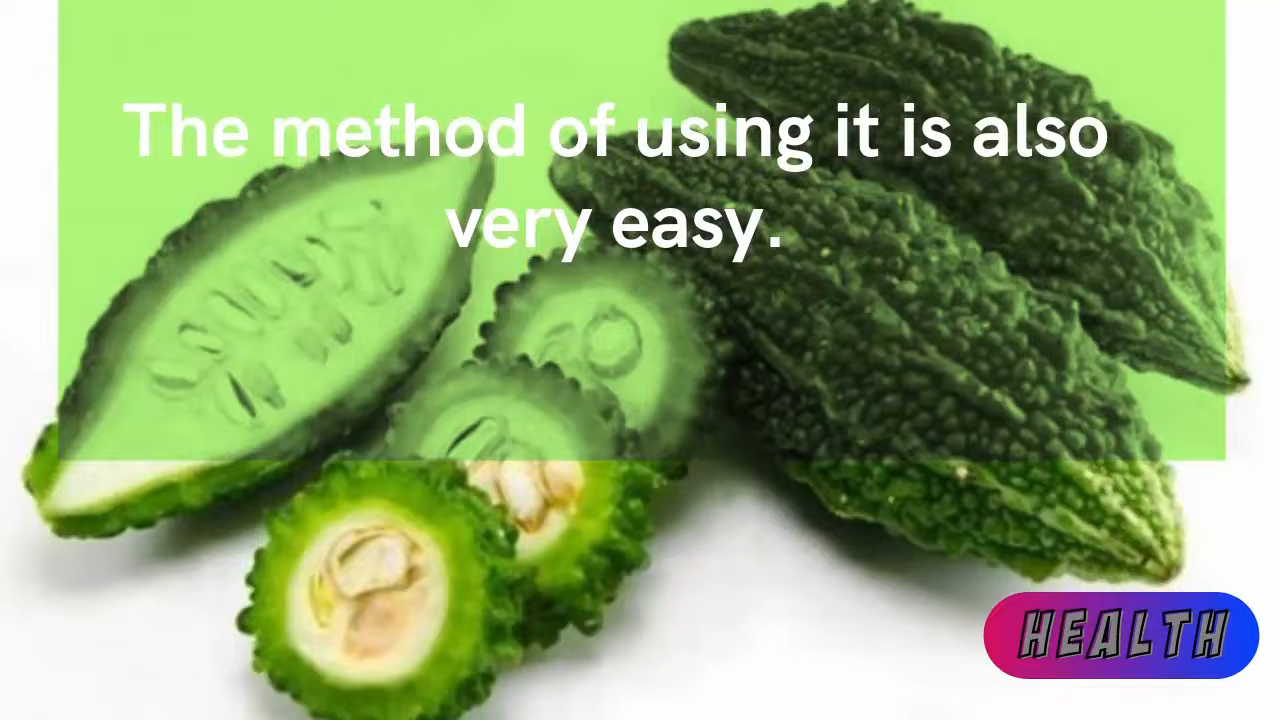 The method of using it is also
very easy.
HEALTH